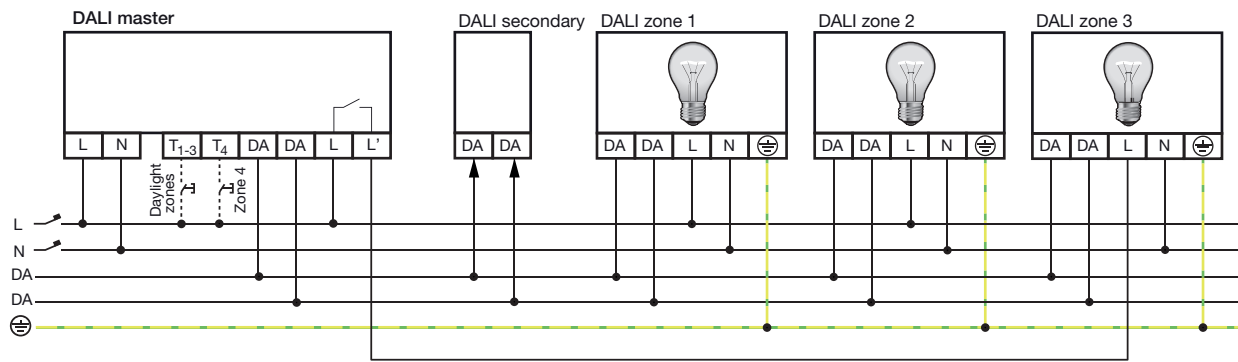 DALI master
DALI secondary
DALI zone 1
DALI zone 2
DALI zone 3
L N T1-3 T4 DA DA L L'
DA DA
DA DA L N
DA DA L N
DA DA L N
Daylight
zones
Zone 4
L
N
DA
DA